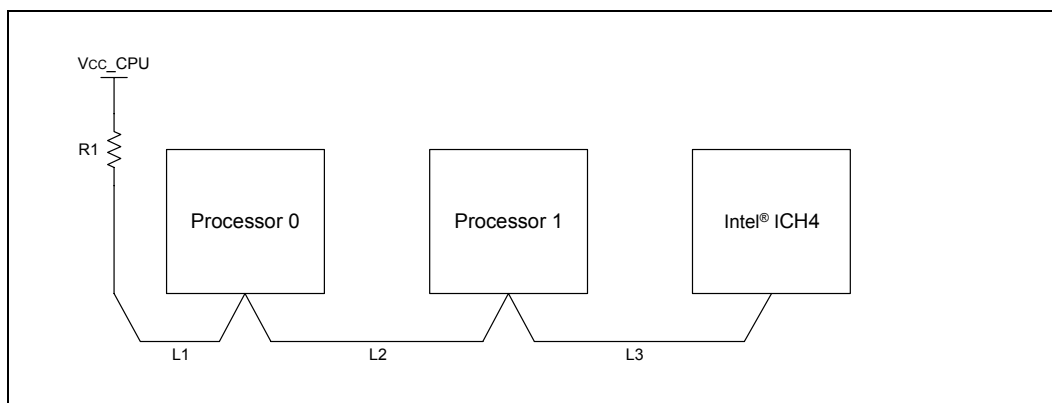 Vcc_CPU
R1
Processor 0
Processor 1
Intel® ICH4
L1
L2
L3